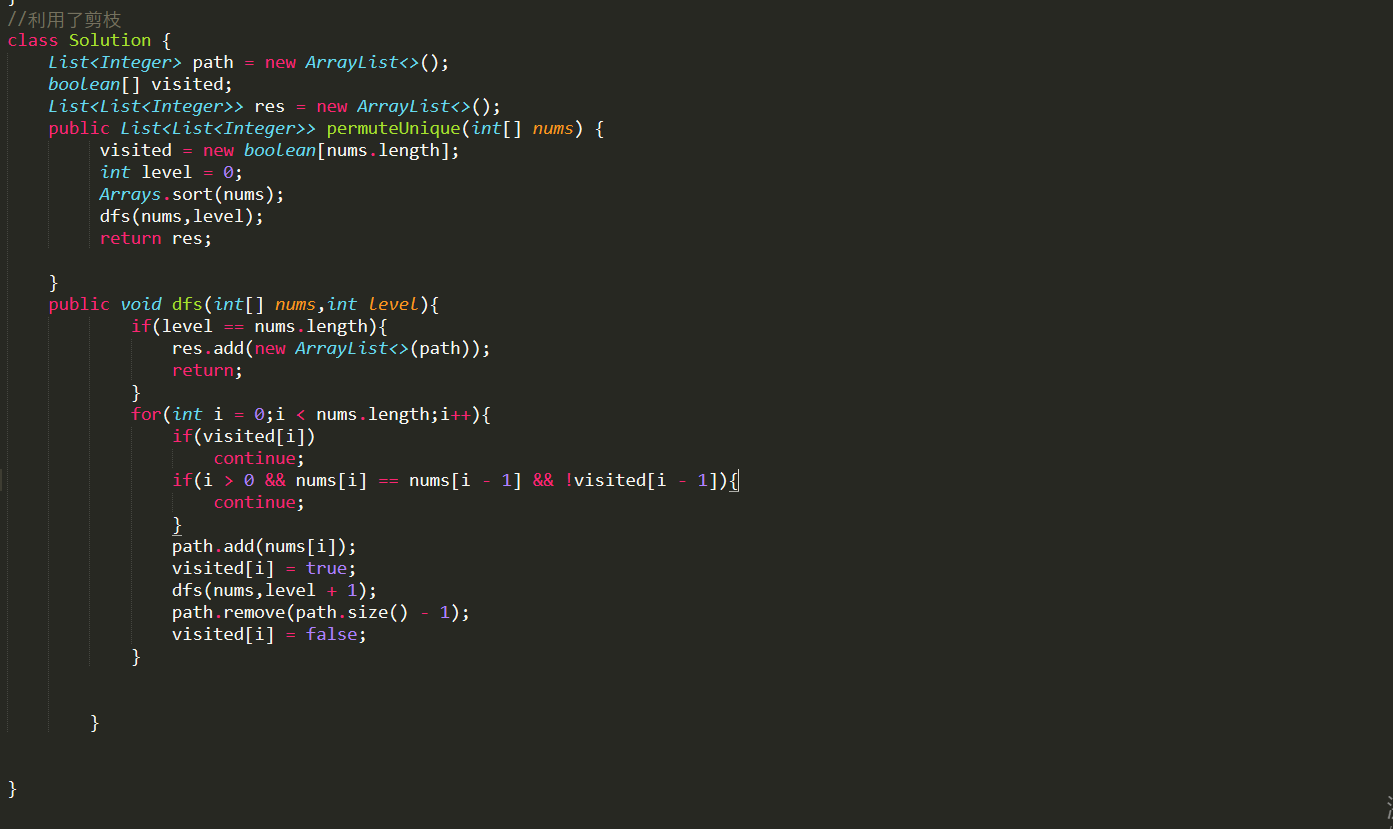 }
//利用了剪枝
class Solution {
    List<Integer> path = new ArrayList<>();
    boolean[] visited;
    List<List<Integer>> res = new ArrayList<>();
    public List<List<Integer>> permuteUnique(int[] nums) {
         visited = new boolean[nums.length];
         int level = 0;
         Arrays.sort(nums);
         dfs(nums,level);
         return res;
    }
    public void dfs(int[] nums,int level){
            if(level == nums.length){
                res.add(new ArrayList<>(path));
                return;
            }
            for(int i = 0;i < nums.length;i++){
                if(visited[i])
                    continue;
                if(i > 0 && nums[i] == nums[i - 1] && !visited[i - 1]){
                    continue;
                }
                path.add(nums[i]);
                visited[i] = true;
                dfs(nums,level + 1);
                path.remove(path.size() - 1);
                visited[i] = false;
            }
        }
}